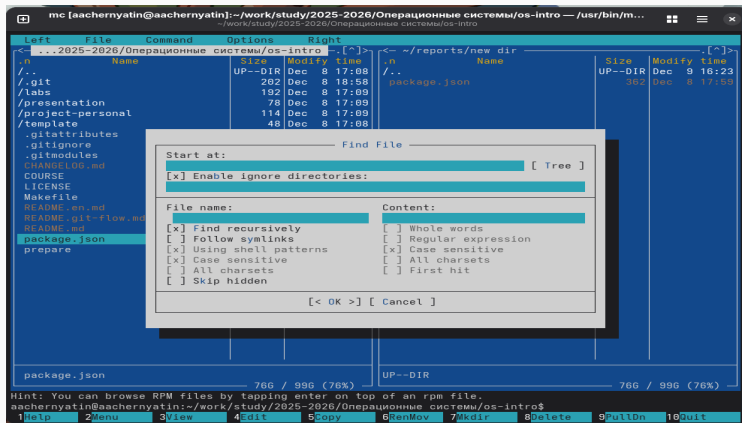 mc [aachernyatin@aachernyatin]:~/work/study/2025-2026/Операционные системы/os-intro — /usr/bin/m...
~/work/study/2025-2026/Операционные системы/os-intro
Left File Command Options Right
<— ...2025-2026/Операционные системы/os-intro —.[^]>
.n Name Size Modify time
/.. UP--DIR Dec 8 17:08
/.git 202 Dec 8 18:58
/labs 192 Dec 8 17:09
/presentation 78 Dec 8 17:09
/project-personal 114 Dec 8 17:09
/template 48 Dec 8 17:08
.gitattributes
.gitignore
.gitmodules
CHANGELOG.md
COURSE
LICENSE
Makefile
README.en.md
README.git-flow.md
README.md
package.json
prepare
package.json
76G / 99G (76%)
<— ~/reports/new dir —.[^]>
.n Name Size Modify time
/.. UP--DIR Dec 9 16:23
package.json 362 Dec 8 17:59
UP--DIR
76G / 99G (76%)
Find File
Start at:
[ Tree ]
[x] Enable ignore directories:
File name:
[x] Find recursively
[ ] Follow symlinks
[x] Using shell patterns
[x] Case sensitive
[ ] All charsets
[ ] Skip hidden
Content:
[ ] Whole words
[ ] Regular expression
[x] Case sensitive
[ ] All charsets
[ ] First hit
[< OK >] [ Cancel ]
Hint: You can browse RPM files by tapping enter on top of an rpm file.
aachernyatin@aachernyatin:~/work/study/2025-2026/Операционные системы/os-intro$
1Help 2Menu 3View 4Edit 5Copy 6RenMov 7Mkdir 8Delete 9PullDn 10Quit